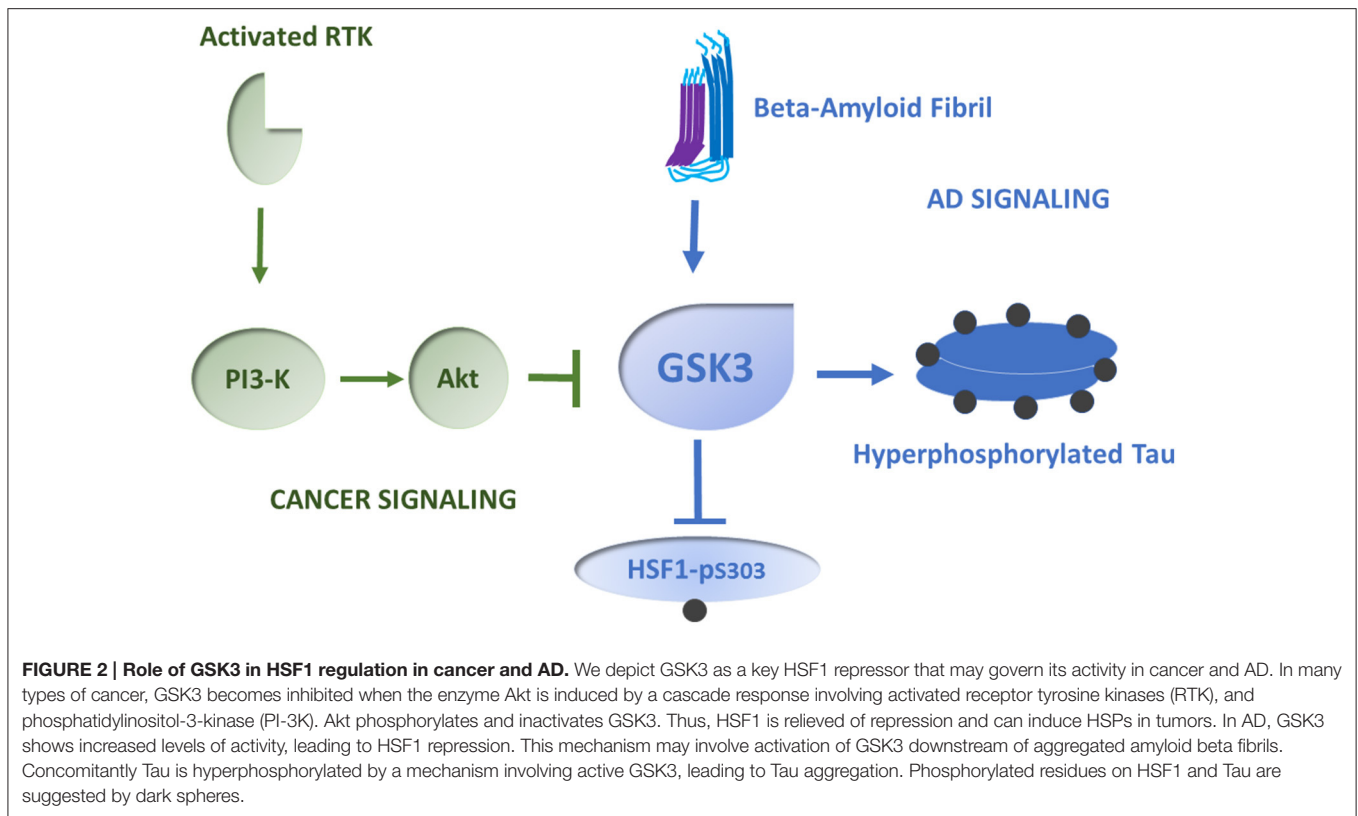 Activated RTK
Beta-Amyloid Fibril
AD SIGNALING
PI3-K
Akt
GSK3
Hyperphosphorylated Tau
CANCER SIGNALING
HSF1-pS303
FIGURE 2 | Role of GSK3 in HSF1 regulation in cancer and AD. We depict GSK3 as a key HSF1 repressor that may govern its activity in cancer and AD. In many
types of cancer, GSK3 becomes inhibited when the enzyme Akt is induced by a cascade response involving activated receptor tyrosine kinases (RTK), and
phosphatidylinositol-3-kinase (PI-3K). Akt phosphorylates and inactivates GSK3. Thus, HSF1 is relieved of repression and can induce HSPs in tumors. In AD, GSK3
shows increased levels of activity, leading to HSF1 repression. This mechanism may involve activation of GSK3 downstream of aggregated amyloid beta fibrils.
Concomitantly Tau is hyperphosphorylated by a mechanism involving active GSK3, leading to Tau aggregation. Phosphorylated residues on HSF1 and Tau are
suggested by dark spheres.